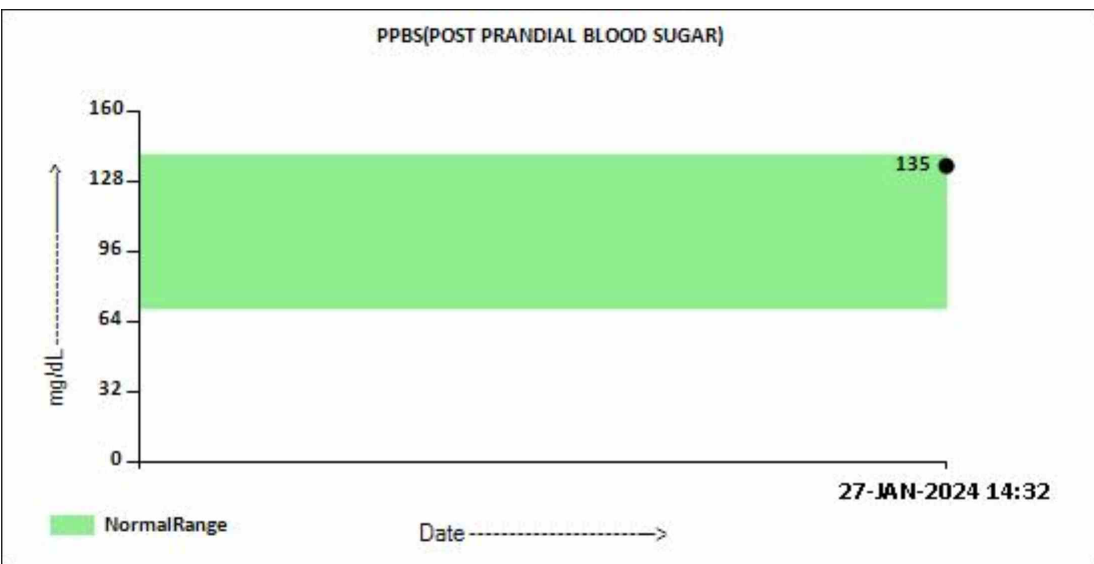 PPBS(POST PRANDIAL BLOOD SUGAR)
160
128
96
64
32
0
mg/dL
135
27-JAN-2024 14:32
NormalRange
Date